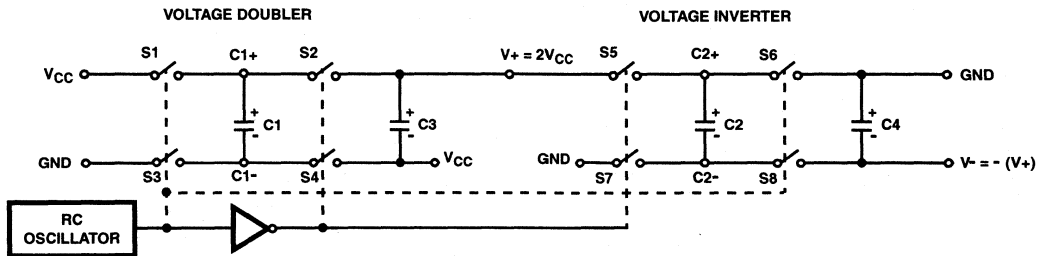 VOLTAGE DOUBLER
VOLTAGE INVERTER
S1
C1+
S2
V+ = 2VCC
S5
C2+
S6
VCC
GND
+
C1
-
+
C3
-
+
C2
-
+
C4
-
GND
S3
C1-
S4
VCC
GND
S7
C2-
S8
V- = - (V+)
RC
OSCILLATOR